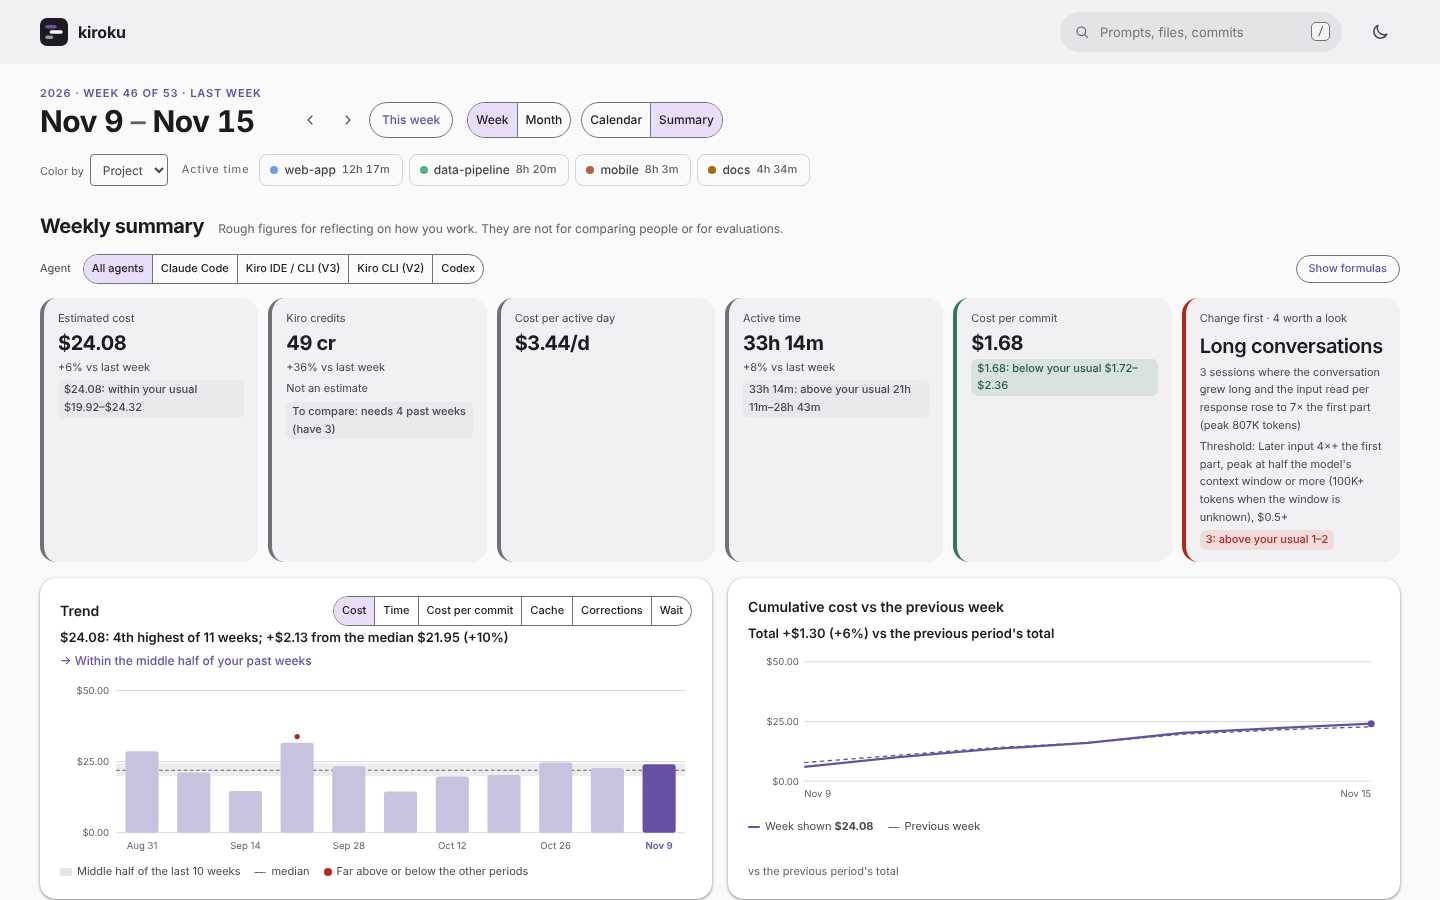 kiroku
Prompts, files, commits
/
2026 · WEEK 46 OF 53 · LAST WEEK
Nov 9 – Nov 15
This week
Week
Month
Calendar
Summary
Color by
Project
Active time
web-app 12h 17m
data-pipeline 8h 20m
mobile 8h 3m
docs 4h 34m
Weekly summary
Rough figures for reflecting on how you work. They are not for comparing people or for evaluations.
Agent
All agents
Claude Code
Kiro IDE / CLI (V3)
Kiro CLI (V2)
Codex
Show formulas
Estimated cost
$24.08
+6% vs last week
$24.08: within your usual
$19.92–$24.32
Kiro credits
49 cr
+36% vs last week
Not an estimate
To compare: needs 4 past weeks
(have 3)
Cost per active day
$3.44/d
Active time
33h 14m
+8% vs last week
33h 14m: above your usual 21h
11m–28h 43m
Cost per commit
$1.68
$1.68: below your usual $1.72–
$2.36
Change first · 4 worth a look
Long conversations
3 sessions where the conversation
grew long and the input read per
response rose to 7× the first part
(peak 807K tokens)
Threshold: Later input 4×+ the first
part, peak at half the model's
context window or more (100K+
tokens when the window is
unknown), $0.5+
3: above your usual 1–2
Trend
Cost
Time
Cost per commit
Cache
Corrections
Wait
$24.08: 4th highest of 11 weeks; +$2.13 from the median $21.95 (+10%)
→ Within the middle half of your past weeks
$50.00
$25.00
$0.00
Aug 31
Sep 14
Sep 28
Oct 12
Oct 26
Nov 9
Middle half of the last 10 weeks
median
Far above or below the other periods
Cumulative cost vs the previous week
Total +$1.30 (+6%) vs the previous period's total
$50.00
$25.00
$0.00
Nov 9
Nov 15
Week shown $24.08
Previous week
vs the previous period's total